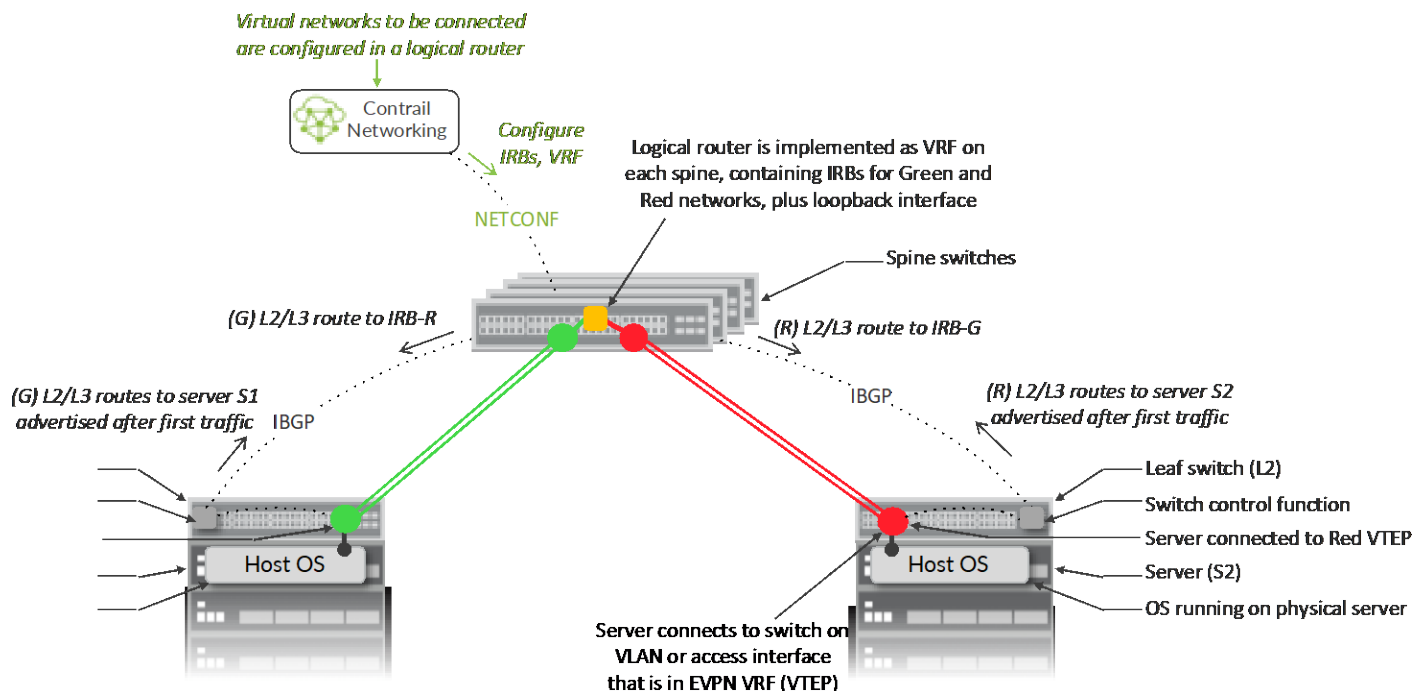 Virtual networks to be connected
are configured in a logical router
Contrail
Networking
Configure
IRBs, VRF
NETCONF
Logical router is implemented as VRF on
each spine, containing IRBs for Green and
Red networks, plus loopback interface
Spine switches
(G) L2/L3 route to IRB-R
(R) L2/L3 route to IRB-G
(G) L2/L3 routes to server S1
advertised after first traffic
IBGP
IBGP
(R) L2/L3 routes to server S2
advertised after first traffic
Leaf switch (L2)
Switch control function
Server connected to Red VTEP
Host OS
Host OS
Server (S2)
OS running on physical server
Server connects to switch on
VLAN or access interface
that is in EVPN VRF (VTEP)